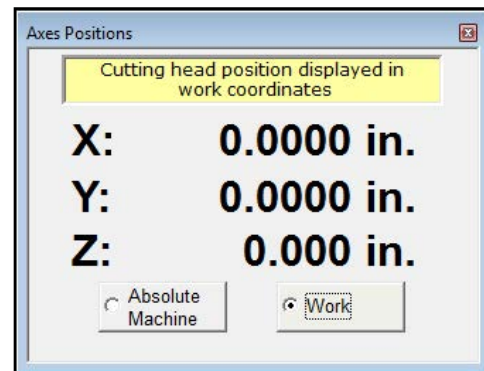 Axes Positions
Cutting head position displayed in
work coordinates
X: 0.0000 in.
Y: 0.0000 in.
Z: 0.000 in.
Absolute
Machine
Work